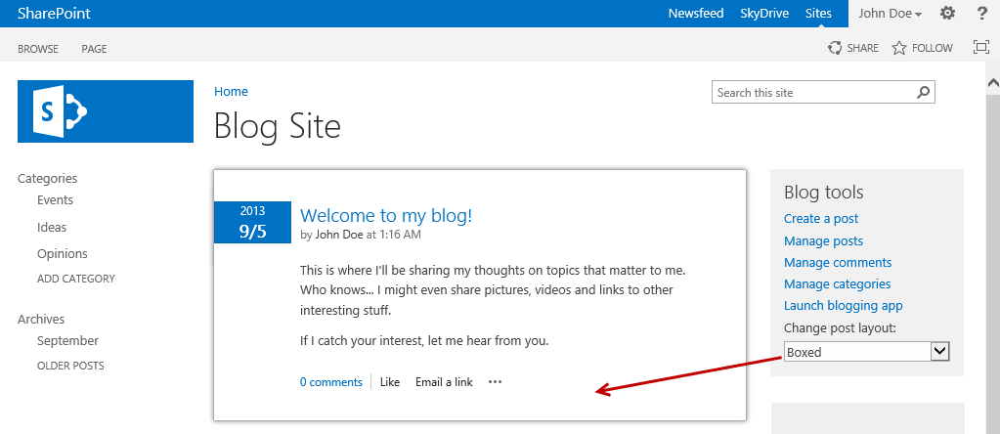 SharePoint
Newsfeed SkyDrive Sites John Doe ?
BROWSE PAGE
SHARE FOLLOW
S
Home
Search this site
Blog Site
Categories
Events
Ideas
Opinions
ADD CATEGORY
Archives
September
OLDER POSTS
2013
9/5
Welcome to my blog!
by John Doe at 1:16 AM
This is where I'll be sharing my thoughts on topics that matter to me.
Who knows... I might even share pictures, videos and links to other
interesting stuff.
If I catch your interest, let me hear from you.
0 comments Like Email a link ···
Blog tools
Create a post
Manage posts
Manage comments
Manage categories
Launch blogging app
Change post layout:
Boxed